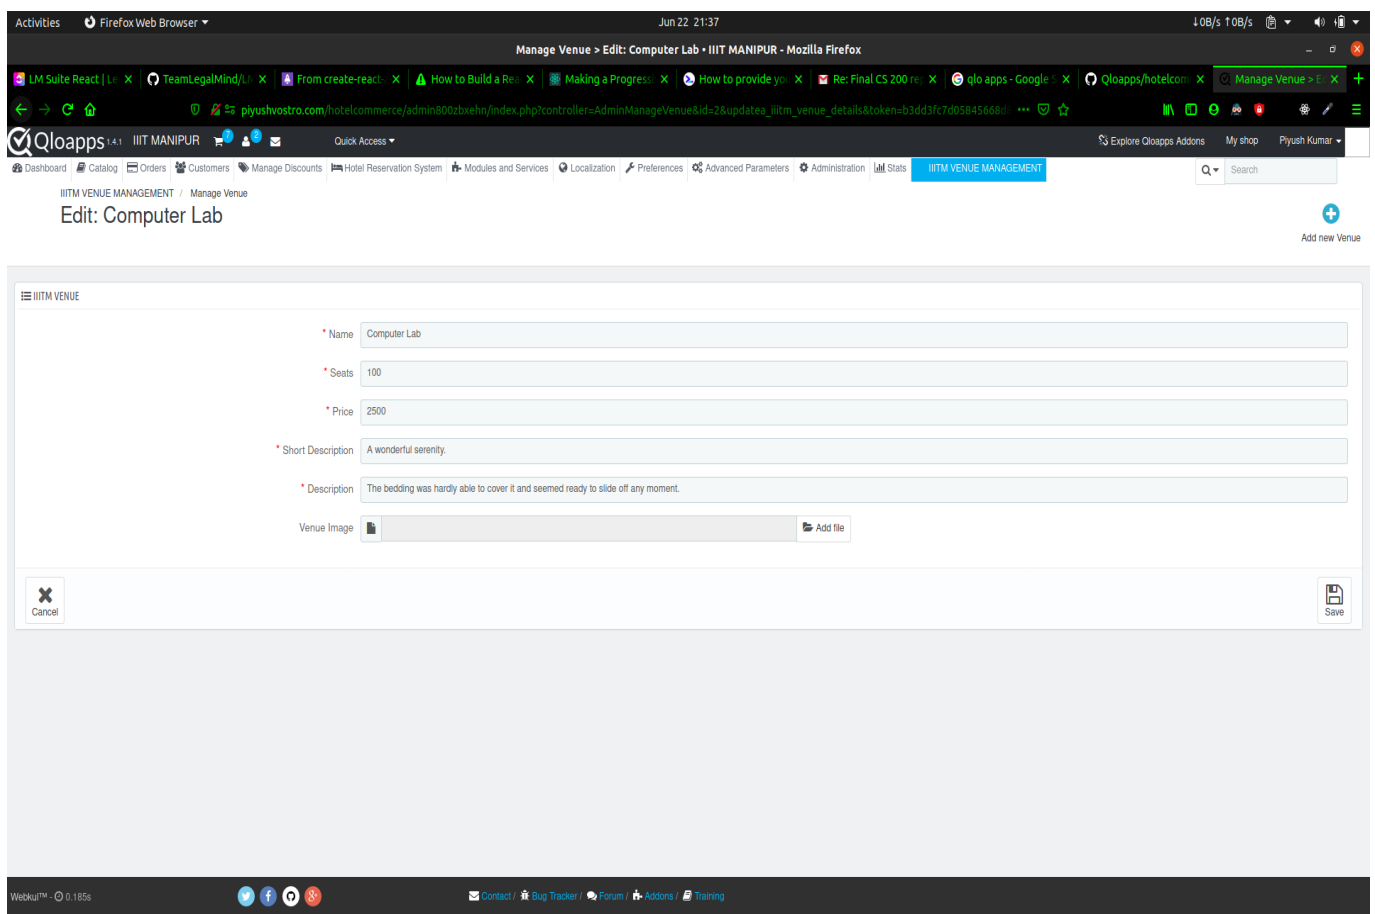 Activities Firefox Web Browser Jun 22 21:37 ↓0B/s ↑0B/s
Manage Venue > Edit: Computer Lab • IIIT MANIPUR - Mozilla Firefox
LM Suite React | Le TeamLegalMind/L From create-react- How to Build a Rea Making a Progressi How to provide yo Re: Final CS 200 re qlo apps - Google S Qloapps/hotelcom Manage Venue > E
piyushvostro.com/hotelcommerce/admin800zbxehn/index.php?controller=AdminManageVenue&id=2&updatea_iiitm_venue_details&token=b3dd3fc7d05845668d
Qloapps 1.4.1 IIIT MANIPUR 7 2 Quick Access Explore Qloapps Addons My shop Piyush Kumar
Dashboard Catalog Orders Customers Manage Discounts Hotel Reservation System Modules and Services Localization Preferences Advanced Parameters Administration Stats IIITM VENUE MANAGEMENT Search
IIITM VENUE MANAGEMENT / Manage Venue
Edit: Computer Lab
Add new Venue
IIITM VENUE
* Name Computer Lab
* Seats 100
* Price 2500
* Short Description A wonderful serenity.
* Description The bedding was hardly able to cover it and seemed ready to slide off any moment.
Venue Image Add file
Cancel Save
Webkul™ - 0.185s Contact / Bug Tracker / Forum / Addons / Training